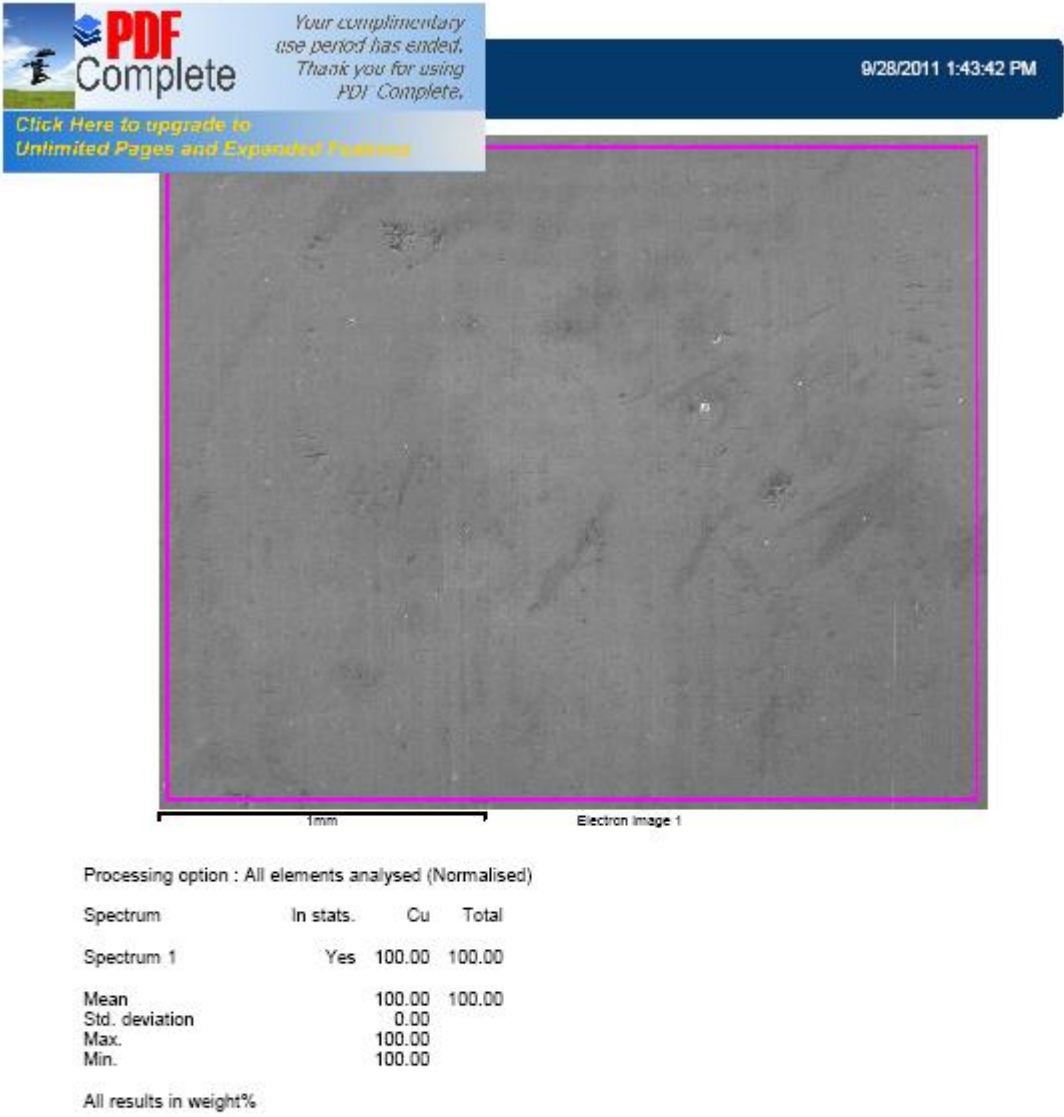 PDF
Complete
Your complimentary
use period has ended.
Thank you for using
PDF Complete.
Click Here to upgrade to
Unlimited Pages and Expanded Features
9/28/2011 1:43:42 PM
1mm
Electron Image 1
Processing option : All elements analysed (Normalised)
Spectrum In stats. Cu Total
Spectrum 1 Yes 100.00 100.00
Mean 100.00 100.00
Std. deviation 0.00
Max. 100.00
Min. 100.00
All results in weight%